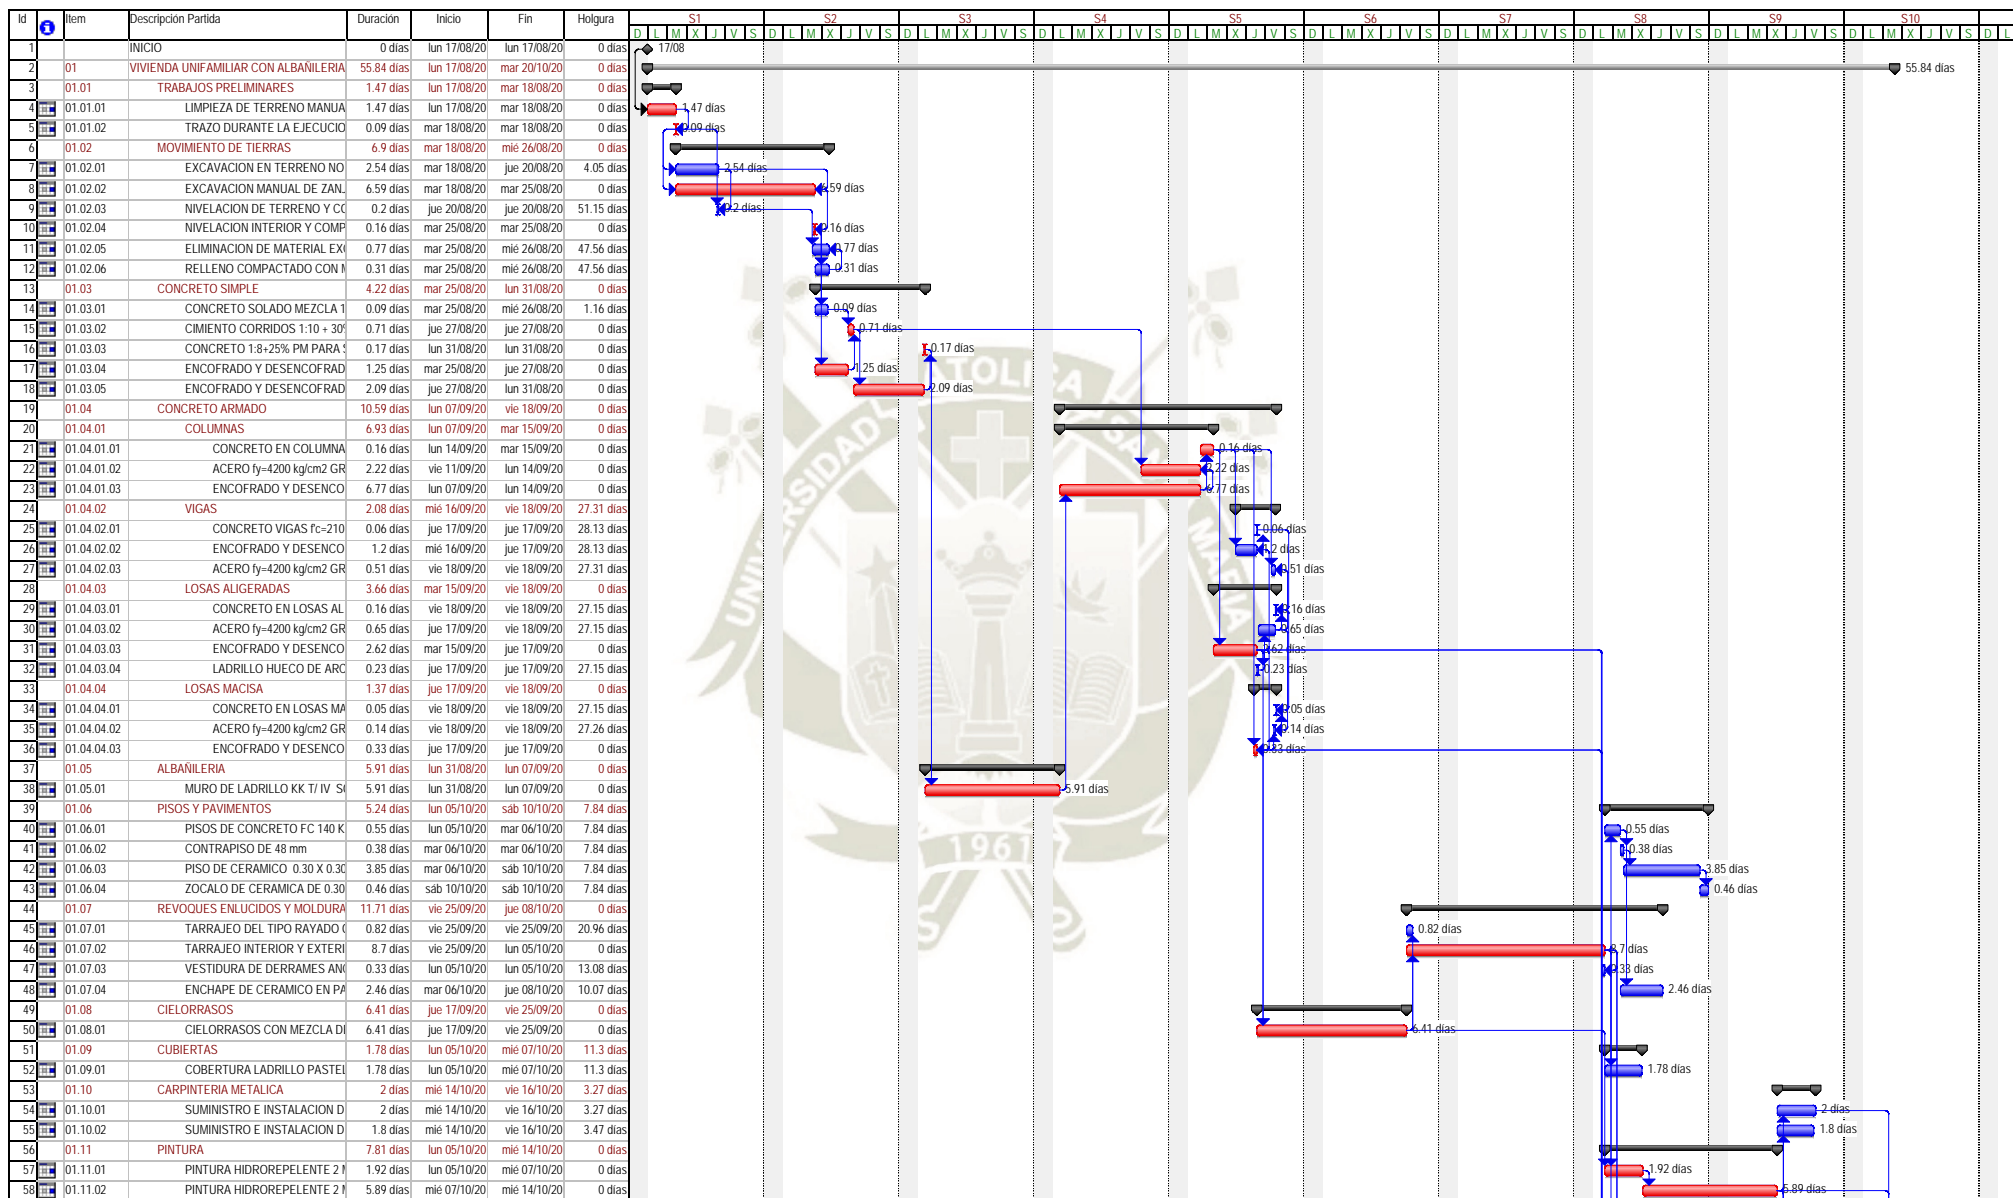 Id Item Descripción Partida Duración Inicio Fin Holgura S1 S2 S3 S4 S5 S6 S7 S8 S9 S10
D L M X J V S D L M X J V S D L M X J V S D L M X J V S D L M X J V S D L M X J V S D L M X J V S D L M X J V S D L M X J V S D L M X J V S D L
1 INICIO 0 días lun 17/08/20 lun 17/08/20 0 días 17/08
2 01 VIVIENDA UNIFAMILIAR CON ALBAÑILERIA 55.84 días lun 17/08/20 mar 20/10/20 0 días 55.84 días
3 01.01 TRABAJOS PRELIMINARES 1.47 días lun 17/08/20 mar 18/08/20 0 días
4 01.01.01 LIMPIEZA DE TERRENO MANUA 1.47 días lun 17/08/20 mar 18/08/20 0 días 1.47 días
5 01.01.02 TRAZO DURANTE LA EJECUCIO 0.09 días mar 18/08/20 mar 18/08/20 0 días 0.09 días
6 01.02 MOVIMIENTO DE TIERRAS 6.9 días mar 18/08/20 mié 26/08/20 0 días
7 01.02.01 EXCAVACION EN TERRENO NO 2.54 días mar 18/08/20 jue 20/08/20 4.05 días 2.54 días
8 01.02.02 EXCAVACION MANUAL DE ZAN. 6.59 días mar 18/08/20 mar 25/08/20 0 días 6.59 días
9 01.02.03 NIVELACION DE TERRENO Y CO 0.2 días jue 20/08/20 jue 20/08/20 51.15 días 0.2 días
10 01.02.04 NIVELACION INTERIOR Y COMP 0.16 días mar 25/08/20 mar 25/08/20 0 días 0.16 días
11 01.02.05 ELIMINACION DE MATERIAL EX 0.77 días mar 25/08/20 mié 26/08/20 47.56 días 0.77 días
12 01.02.06 RELLENO COMPACTADO CON M 0.31 días mar 25/08/20 mié 26/08/20 47.56 días 0.31 días
13 01.03 CONCRETO SIMPLE 4.22 días mar 25/08/20 lun 31/08/20 0 días
14 01.03.01 CONCRETO SOLADO MEZCLA 1 0.09 días mar 25/08/20 mié 26/08/20 1.16 días 0.09 días
15 01.03.02 CIMIENTO CORRIDOS 1:10 + 30% 0.71 días jue 27/08/20 jue 27/08/20 0 días 0.71 días
16 01.03.03 CONCRETO 1:8+25% PM PARA S 0.17 días lun 31/08/20 lun 31/08/20 0 días 0.17 días
17 01.03.04 ENCOFRADO Y DESENCOFRAD 1.25 días mar 25/08/20 jue 27/08/20 0 días 1.25 días
18 01.03.05 ENCOFRADO Y DESENCOFRAD 2.09 días jue 27/08/20 lun 31/08/20 0 días 2.09 días
19 01.04 CONCRETO ARMADO 10.59 días lun 07/09/20 vie 18/09/20 0 días
20 01.04.01 COLUMNAS 6.93 días lun 07/09/20 mar 15/09/20 0 días
21 01.04.01.01 CONCRETO EN COLUMNA 0.16 días lun 14/09/20 mar 15/09/20 0 días 0.16 días
22 01.04.01.02 ACERO fy=4200 kg/cm2 GR 2.22 días vie 11/09/20 lun 14/09/20 0 días 2.22 días
23 01.04.01.03 ENCOFRADO Y DESENCO 6.77 días lun 07/09/20 lun 14/09/20 0 días 6.77 días
24 01.04.02 VIGAS 2.08 días mié 16/09/20 vie 18/09/20 27.31 días
25 01.04.02.01 CONCRETO VIGAS f'c=210 0.06 días jue 17/09/20 jue 17/09/20 28.13 días 0.06 días
26 01.04.02.02 ENCOFRADO Y DESENCO 1.2 días mié 16/09/20 jue 17/09/20 28.13 días 1.2 días
27 01.04.02.03 ACERO fy=4200 kg/cm2 GR 0.51 días vie 18/09/20 vie 18/09/20 27.31 días 0.51 días
28 01.04.03 LOSAS ALIGERADAS 3.66 días mar 15/09/20 vie 18/09/20 0 días
29 01.04.03.01 CONCRETO EN LOSAS AL 0.16 días vie 18/09/20 vie 18/09/20 27.15 días 0.16 días
30 01.04.03.02 ACERO fy=4200 kg/cm2 GR 0.65 días jue 17/09/20 vie 18/09/20 27.15 días 0.65 días
31 01.04.03.03 ENCOFRADO Y DESENCO 2.62 días mar 15/09/20 jue 17/09/20 0 días 2.62 días
32 01.04.03.04 LADRILLO HUECO DE ARC 0.23 días jue 17/09/20 jue 17/09/20 27.15 días 0.23 días
33 01.04.04 LOSAS MACISA 1.37 días jue 17/09/20 vie 18/09/20 0 días
34 01.04.04.01 CONCRETO EN LOSAS MA 0.05 días vie 18/09/20 vie 18/09/20 27.15 días 0.05 días
35 01.04.04.02 ACERO fy=4200 kg/cm2 GR 0.14 días vie 18/09/20 vie 18/09/20 27.26 días 0.14 días
36 01.04.04.03 ENCOFRADO Y DESENCO 0.33 días jue 17/09/20 jue 17/09/20 0 días 0.33 días
37 01.05 ALBAÑILERIA 5.91 días lun 31/08/20 lun 07/09/20 0 días
38 01.05.01 MURO DE LADRILLO KK T/ IV SO 5.91 días lun 31/08/20 lun 07/09/20 0 días 5.91 días
39 01.06 PISOS Y PAVIMENTOS 5.24 días lun 05/10/20 sáb 10/10/20 7.84 días
40 01.06.01 PISOS DE CONCRETO FC 140 K 0.55 días lun 05/10/20 mar 06/10/20 7.84 días 0.55 días
41 01.06.02 CONTRAPISO DE 48 mm 0.38 días mar 06/10/20 mar 06/10/20 7.84 días 0.38 días
42 01.06.03 PISO DE CERAMICO 0.30 X 0.30 3.85 días mar 06/10/20 sáb 10/10/20 7.84 días 3.85 días
43 01.06.04 ZOCALO DE CERAMICA DE 0.30 0.46 días sáb 10/10/20 sáb 10/10/20 7.84 días 0.46 días
44 01.07 REVOQUES ENLUCIDOS Y MOLDURA 11.71 días vie 25/09/20 jue 08/10/20 0 días
45 01.07.01 TARRAJEO DEL TIPO RAYADO 0.82 días vie 25/09/20 vie 25/09/20 20.96 días 0.82 días
46 01.07.02 TARRAJEO INTERIOR Y EXTERI 8.7 días vie 25/09/20 lun 05/10/20 0 días 8.7 días
47 01.07.03 VESTIDURA DE DERRAMES AN 0.33 días lun 05/10/20 lun 05/10/20 13.08 días 0.33 días
48 01.07.04 ENCHAPE DE CERAMICO EN PA 2.46 días mar 06/10/20 jue 08/10/20 10.07 días 2.46 días
49 01.08 CIELORRASOS 6.41 días jue 17/09/20 vie 25/09/20 0 días
50 01.08.01 CIELORRASOS CON MEZCLA DE 6.41 días jue 17/09/20 vie 25/09/20 0 días 6.41 días
51 01.09 CUBIERTAS 1.78 días lun 05/10/20 mié 07/10/20 11.3 días
52 01.09.01 COBERTURA LADRILLO PASTEL 1.78 días lun 05/10/20 mié 07/10/20 11.3 días 1.78 días
53 01.10 CARPINTERIA METALICA 2 días mié 14/10/20 vie 16/10/20 3.27 días
54 01.10.01 SUMINISTRO E INSTALACION D 2 días mié 14/10/20 vie 16/10/20 3.27 días 2 días
55 01.10.02 SUMINISTRO E INSTALACION D 1.8 días mié 14/10/20 vie 16/10/20 3.47 días 1.8 días
56 01.11 PINTURA 7.81 días lun 05/10/20 mié 14/10/20 0 días
57 01.11.01 PINTURA HIDROREPELENTE 2 M 1.92 días lun 05/10/20 mié 07/10/20 0 días 1.92 días
58 01.11.02 PINTURA HIDROREPELENTE 2 M 5.89 días mié 07/10/20 mié 14/10/20 0 días 5.89 días
UNIVERSIDAD CATOLICA SANTA MARIA
1961